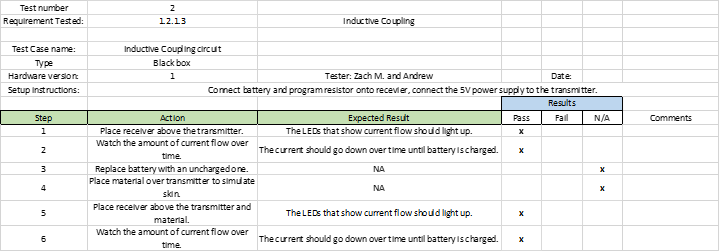 Test number 2
Requirement Tested: 1.2.1.3 Inductive Coupling
Test Case name: Inductive Coupling circuit
Type Black box
Hardware version: 1 Tester: Zach M. and Andrew Date:
Setup Instructions: Connect battery and program resistor onto recevier, connect the 5V power supply to the transmitter.
Results
Step Action Expected Result Pass Fail N/A Comments
1 Place receiver above the transmitter. The LEDs that show current flow should light up. x
2 Watch the amount of current flow over time. The current should go down over time until battery is charged. x
3 Replace battery with an uncharged one. NA x
4 Place material over transmitter to simulate skin. NA x
5 Place receiver above the transmitter and material. The LEDs that show current flow should light up. x
6 Watch the amount of current flow over time. The current should go down over time until battery is charged. x